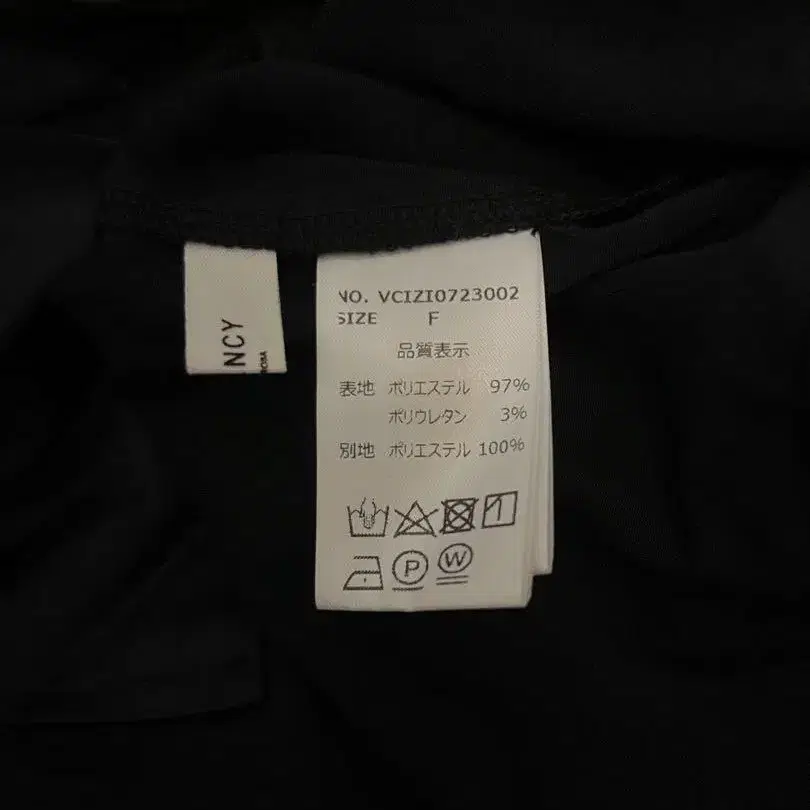 NCY
NO. VCIZI0723002
SIZE F
品質表示
表地 ポリエステル 97%
ポリウレタン 3%
別地 ポリエステル 100%
P W